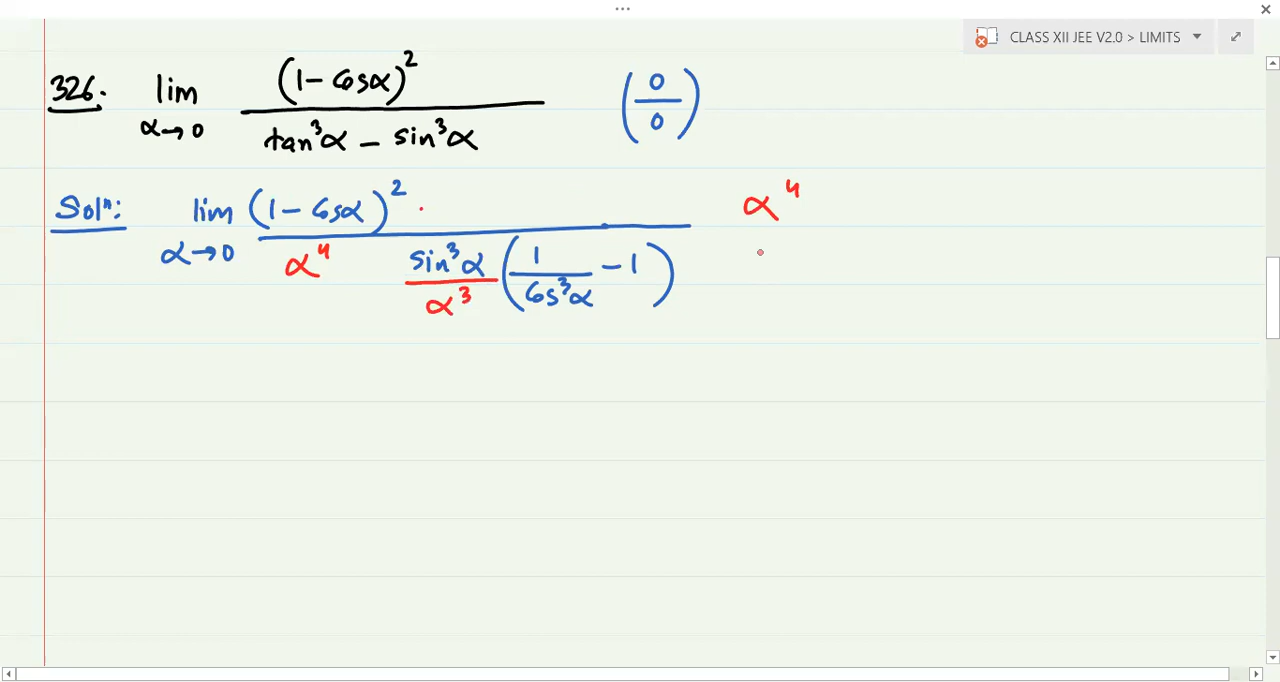 CLASS XII JEE V2.0 > LIMITS
326. lim α→0 (1 - cosα)² / (tan³α - sin³α) (0/0)
Solⁿ: lim α→0 (1 - cosα)² · / α⁴ sin³α/α³ (1/cos³α - 1) α⁴